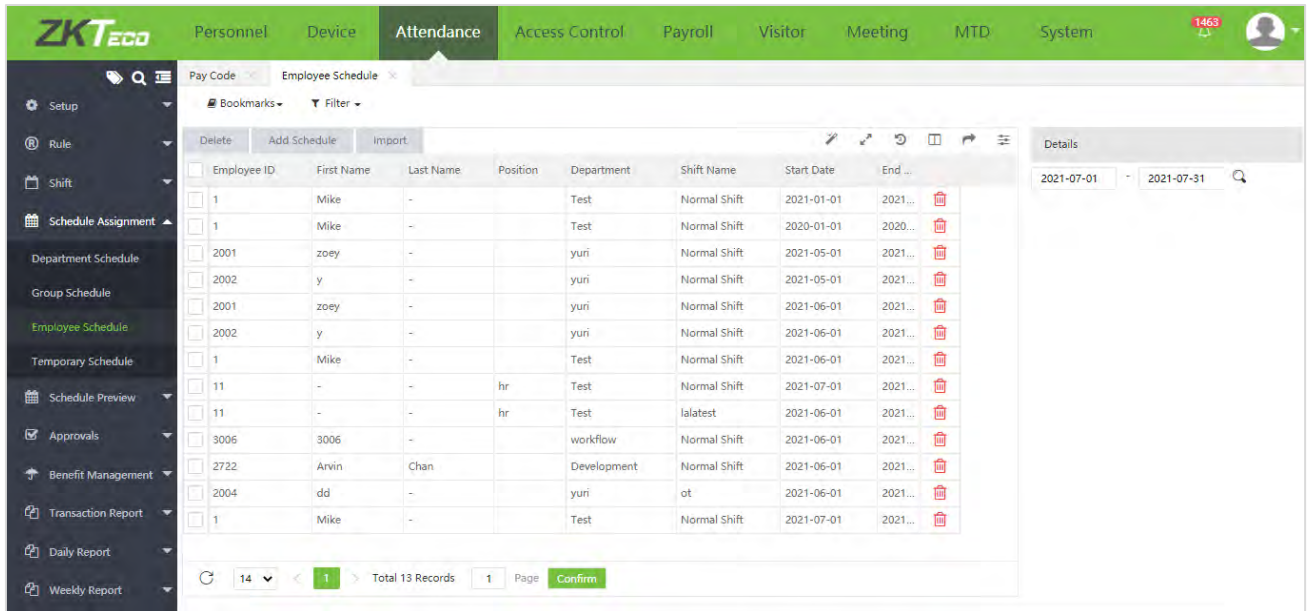 ZKTeco Personnel Device Attendance Access Control Payroll Visitor Meeting MTD System 1463
Pay Code Employee Schedule
Bookmarks Filter
Setup
Rule
Shift
Schedule Assignment
Department Schedule
Group Schedule
Employee Schedule
Temporary Schedule
Schedule Preview
Approvals
Benefit Management
Transaction Report
Daily Report
Weekly Report
Delete Add Schedule Import
Employee ID First Name Last Name Position Department Shift Name Start Date End ...
1 Mike - Test Normal Shift 2021-01-01 2021...
1 Mike - Test Normal Shift 2020-01-01 2020...
2001 zoey - yuri Normal Shift 2021-05-01 2021...
2002 y - yuri Normal Shift 2021-05-01 2021...
2001 zoey - yuri Normal Shift 2021-06-01 2021...
2002 y - yuri Normal Shift 2021-06-01 2021...
1 Mike - Test Normal Shift 2021-06-01 2021...
11 - - hr Test Normal Shift 2021-07-01 2021...
11 - - hr Test lalatest 2021-06-01 2021...
3006 3006 - workflow Normal Shift 2021-06-01 2021...
2722 Arvin Chan Development Normal Shift 2021-06-01 2021...
2004 dd - yuri ot 2021-06-01 2021...
1 Mike - Test Normal Shift 2021-07-01 2021...
14 < 1 > Total 13 Records 1 Page Confirm
Details
2021-07-01 - 2021-07-31